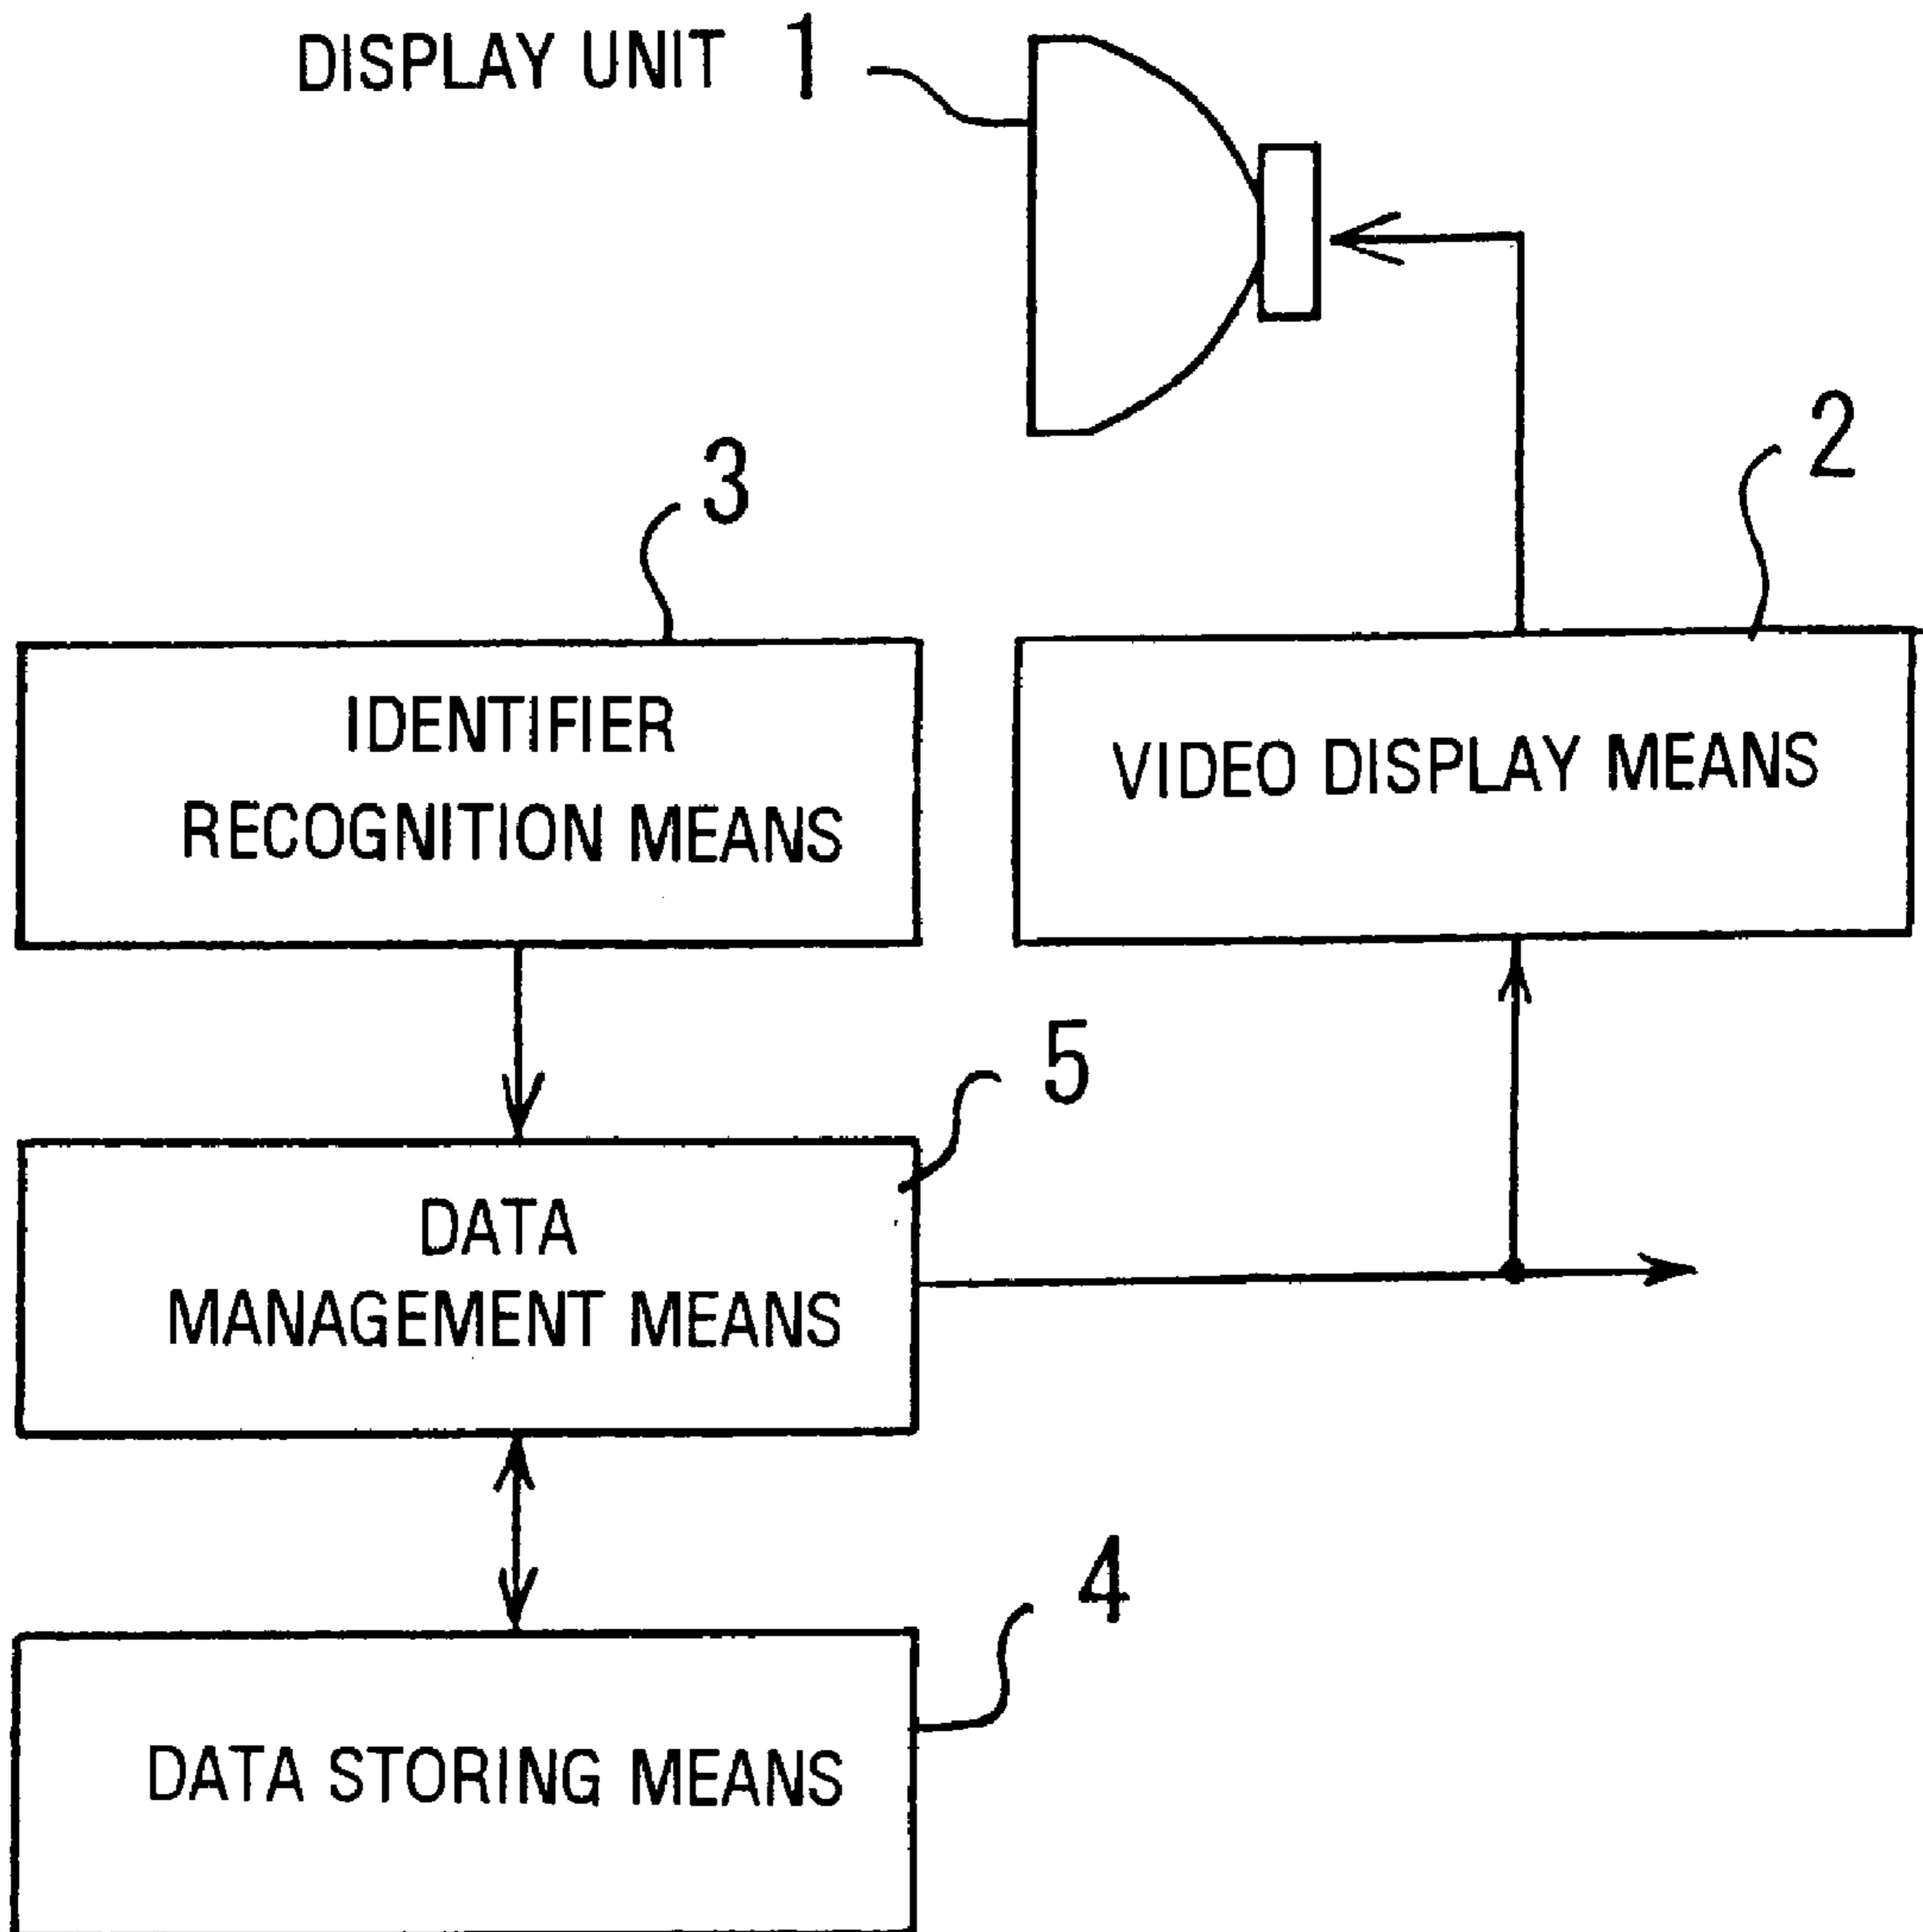 DISPLAY UNIT 1
2
3
IDENTIFIER
RECOGNITION MEANS
VIDEO DISPLAY MEANS
5
DATA
MANAGEMENT MEANS
4
DATA STORING MEANS